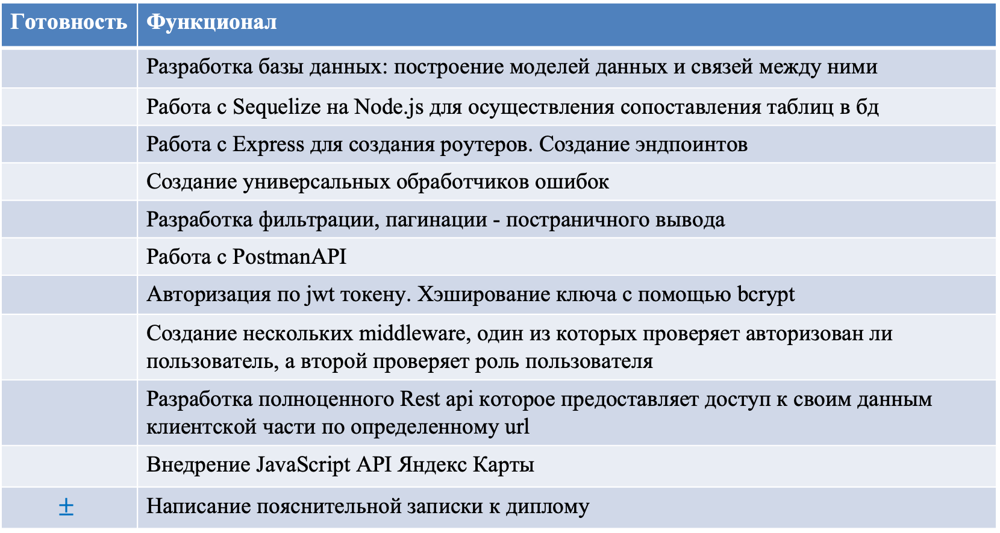 Готовность Функционал
Разработка базы данных: построение моделей данных и связей между ними
Работа с Sequelize на Node.js для осуществления сопоставления таблиц в бд
Работа с Express для создания роутеров. Создание эндпоинтов
Создание универсальных обработчиков ошибок
Разработка фильтрации, пагинации - постраничного вывода
Работа с PostmanAPI
Авторизация по jwt токену. Хэширование ключа с помощью bcrypt
Создание нескольких middleware, один из которых проверяет авторизован ли
пользователь, а второй проверяет роль пользователя
Разработка полноценного Rest api которое предоставляет доступ к своим данным
клиентской части по определенному url
Внедрение JavaScript API Яндекс Карты
± Написание пояснительной записки к диплому